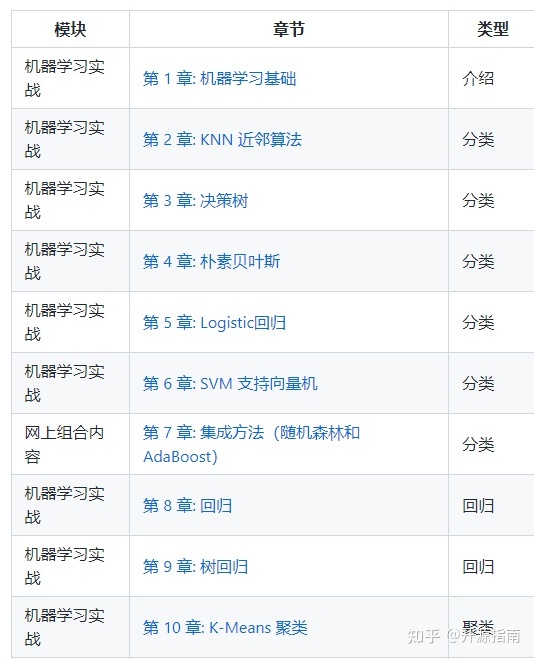 模块 章节 类型
机器学习实
战
第 1 章: 机器学习基础
介绍
机器学习实
战
第 2 章: KNN 近邻算法
分类
机器学习实
战
第 3 章: 决策树
分类
机器学习实
战
第 4 章: 朴素贝叶斯
分类
机器学习实
战
第 5 章: Logistic回归
分类
机器学习实
战
第 6 章: SVM 支持向量机
分类
网上组合内
容
第 7 章: 集成方法（随机森林和
AdaBoost）
分类
机器学习实
战
第 8 章: 回归
回归
机器学习实
战
第 9 章: 树回归
回归
机器学习实
战
第 10 章: K-Means 聚类
聚类
知乎 @开源指南